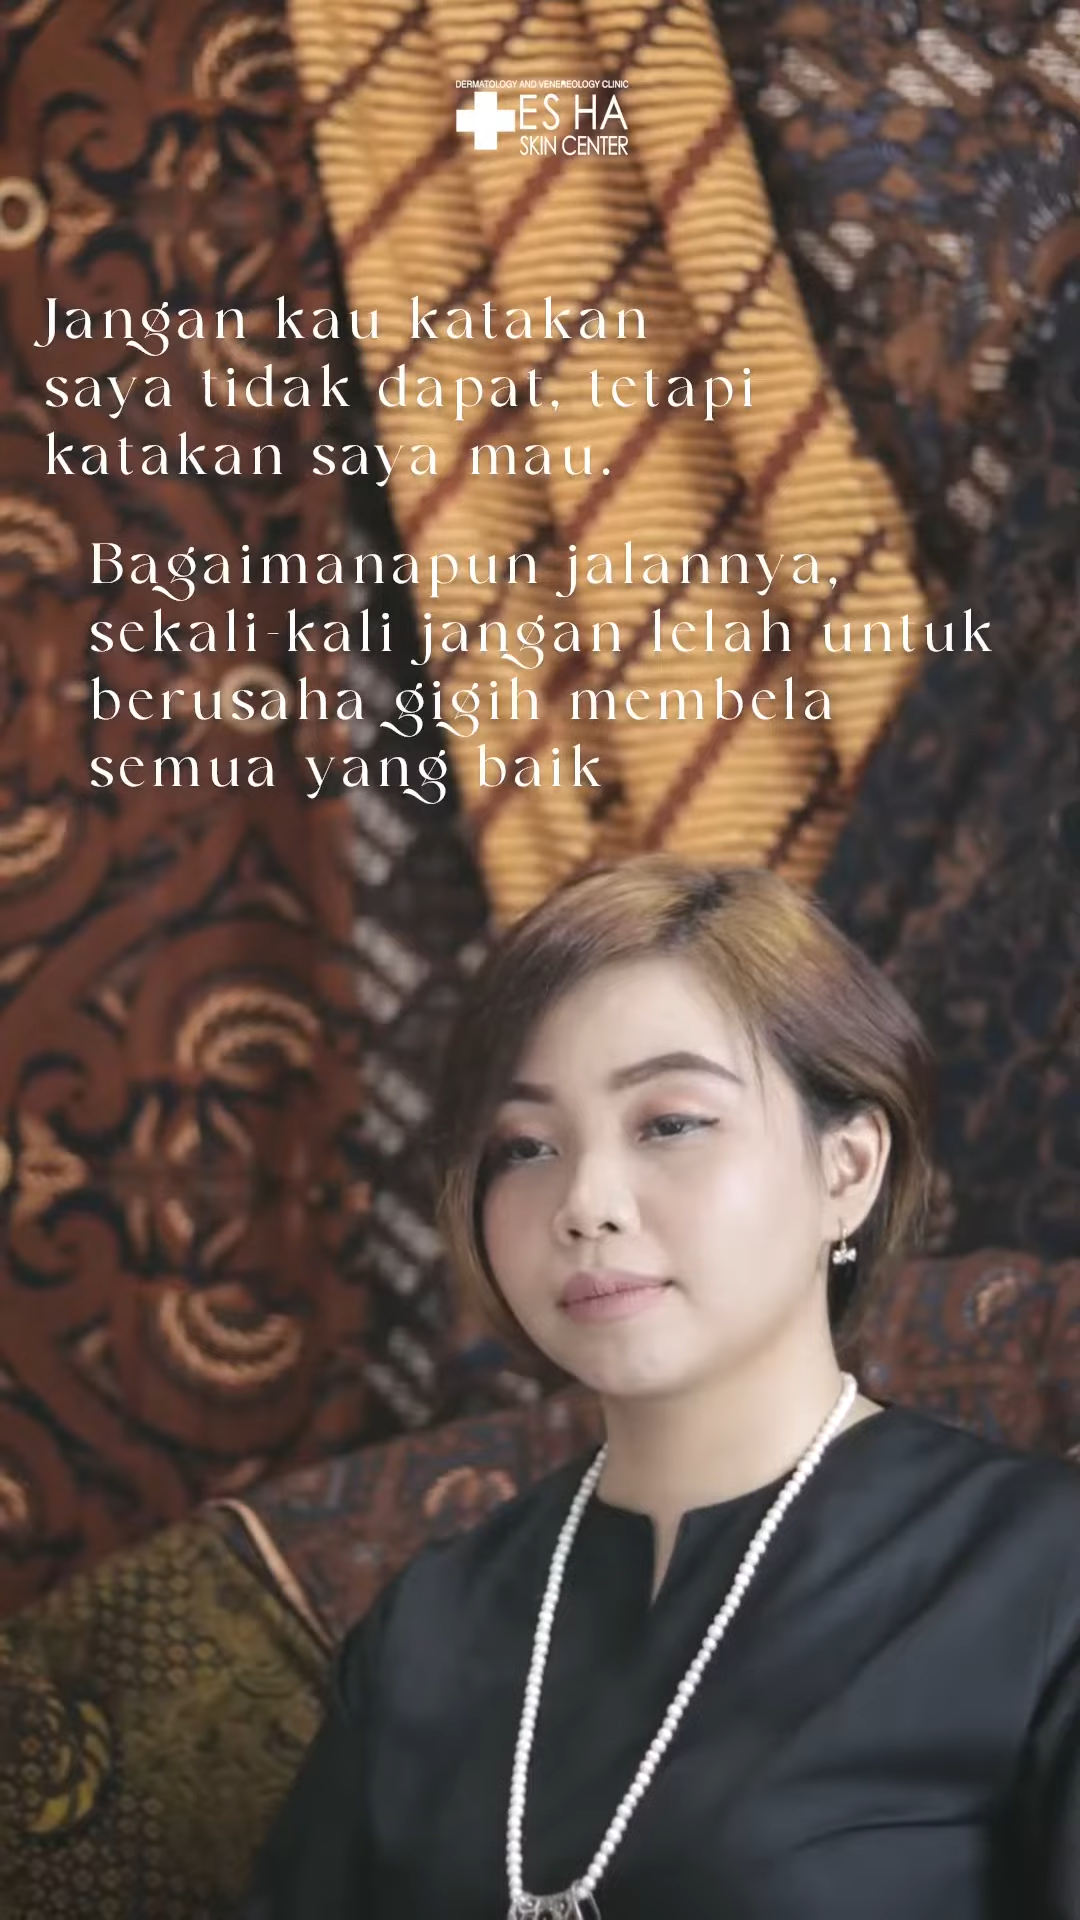 DERMATOLOGY AND VENEREOLOGY CLINIC
ES HA
SKIN CENTER
Jangan kau katakan
saya tidak dapat, tetapi
katakan saya mau.
Bagaimanapun jalannya,
sekali-kali jangan lelah untuk
berusaha gigih membela
semua yang baik